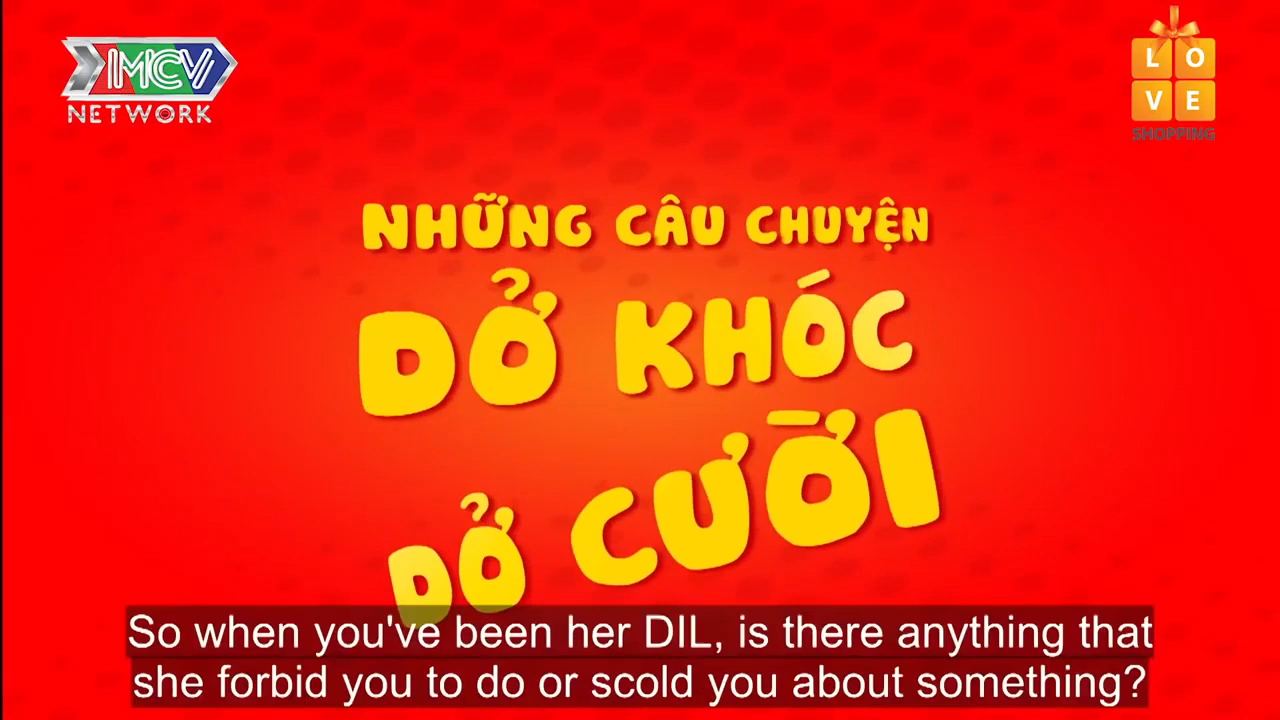 MCV
NETWORK
L O
V E
SHOPPING
NHỮNG CÂU CHUYỆN
DỞ KHÓC
DỞ CƯỜI
So when you've been her DIL, is there anything that
she forbid you to do or scold you about something?